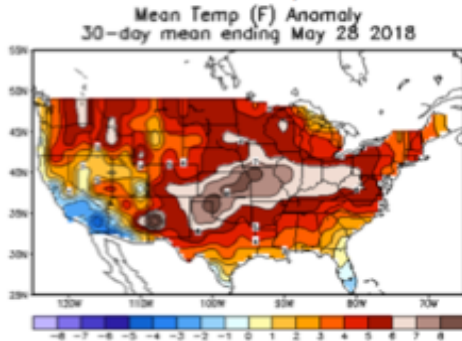 Mean Temp (F) Anomaly
30-day mean ending May 28 2018
55N
50N
45N
40N
35N
30N
25N
120W 110W 100W 90W 80W 70W
-8 -7 -6 -5 -4 -3 -2 -1 0 1 2 3 4 5 6 7 8